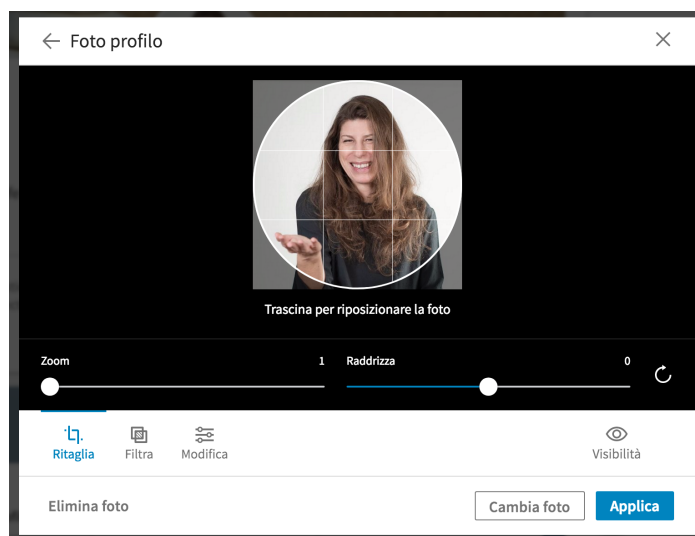 Foto profilo
Trascina per riposizionare la foto
Zoom 1 Raddrizza 0
Ritaglia Filtra Modifica Visibilità
Elimina foto Cambia foto Applica